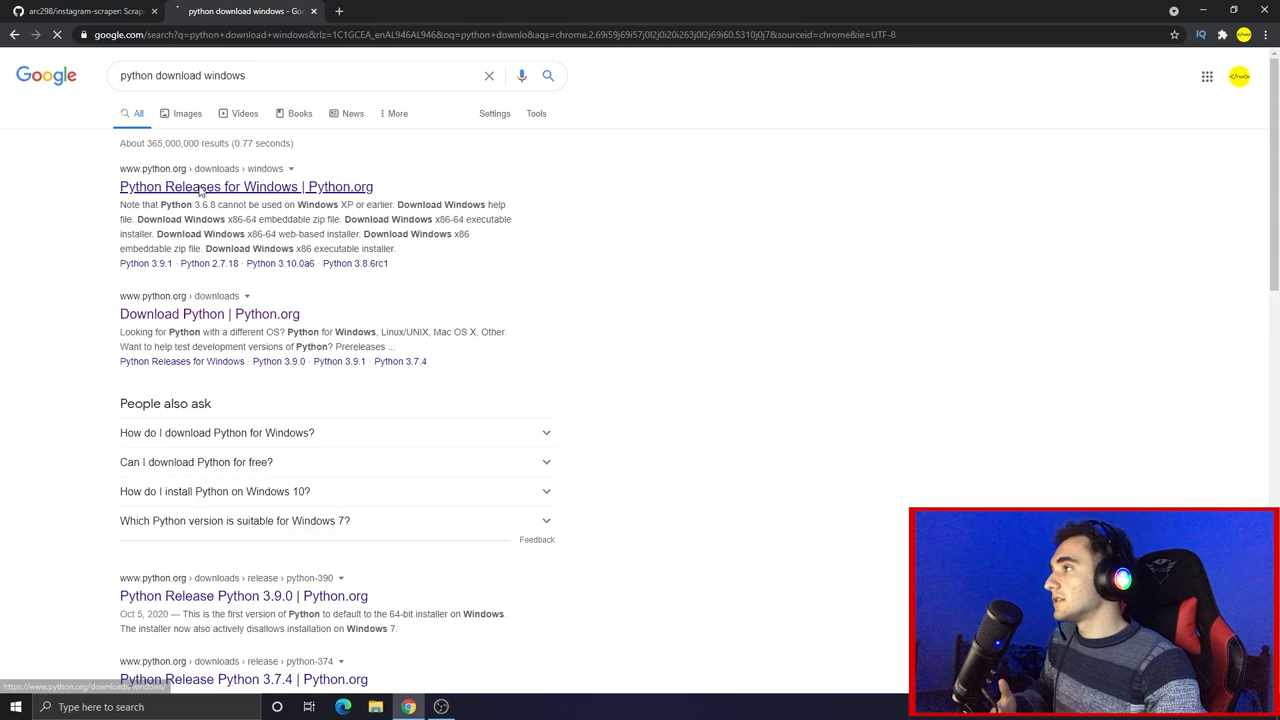 arc298/instagram-scraper: Scrape
python download windows - Goo
google.com/search?q=python+download+windows&rlz=1C1GCEA_enAL946AL946&oq=python+downlo&aqs=chrome.2.69i59j69i57j0l2j0i20i263j0l2j69i60.5310j0j7&sourceid=chrome&ie=UTF-8
Google
python download windows
All Images Videos Books News More Settings Tools
About 365,000,000 results (0.77 seconds)
www.python.org › downloads › windows
Python Releases for Windows | Python.org
Note that Python 3.6.8 cannot be used on Windows XP or earlier. Download Windows help
file. Download Windows x86-64 embeddable zip file. Download Windows x86-64 executable
installer. Download Windows x86-64 web-based installer. Download Windows x86
embeddable zip file. Download Windows x86 executable installer.
Python 3.9.1 · Python 2.7.18 · Python 3.10.0a6 · Python 3.8.6rc1
www.python.org › downloads
Download Python | Python.org
Looking for Python with a different OS? Python for Windows, Linux/UNIX, Mac OS X, Other.
Want to help test development versions of Python? Prereleases ...
Python Releases for Windows · Python 3.9.0 · Python 3.9.1 · Python 3.7.4
People also ask
How do I download Python for Windows?
Can I download Python for free?
How do I install Python on Windows 10?
Which Python version is suitable for Windows 7?
Feedback
www.python.org › downloads › release › python-390
Python Release Python 3.9.0 | Python.org
Oct 5, 2020 — This is the first version of Python to default to the 64-bit installer on Windows.
The installer now also actively disallows installation on Windows 7.
www.python.org › downloads › release › python-374
Python Release Python 3.7.4 | Python.org
https://www.python.org/downloads/windows/
Type here to search